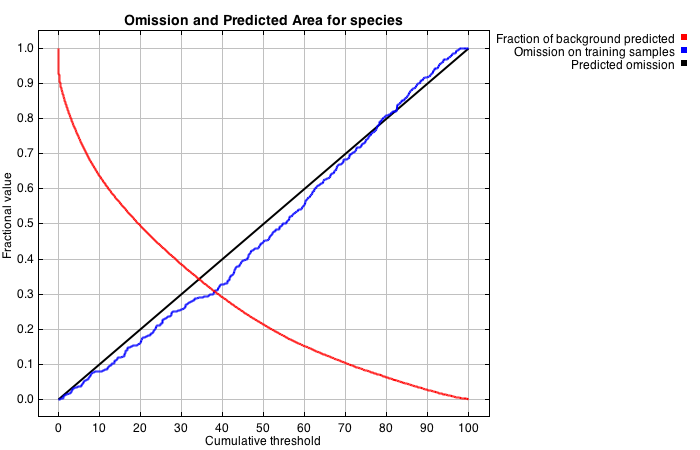 Omission and Predicted Area for species
Fraction of background predicted
Omission on training samples
Predicted omission
Fractional value
1.0
0.9
0.8
0.7
0.6
0.5
0.4
0.3
0.2
0.1
0.0
0 10 20 30 40 50 60 70 80 90 100
Cumulative threshold